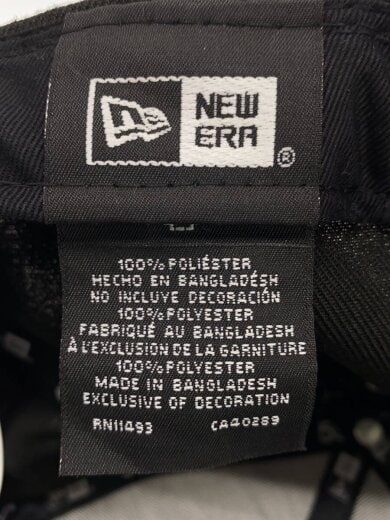 NEW
ERA
®
100% POLIÉSTER
HECHO EN BANGLADÉSH
NO INCLUYE DECORACIÓN
100% POLYESTER
FABRIQUÉ AU BANGLADESH
À L'EXCLUSION DE LA GARNITURE
100% POLYESTER
MADE IN BANGLADESH
EXCLUSIVE OF DECORATION
RN11493 CA40289